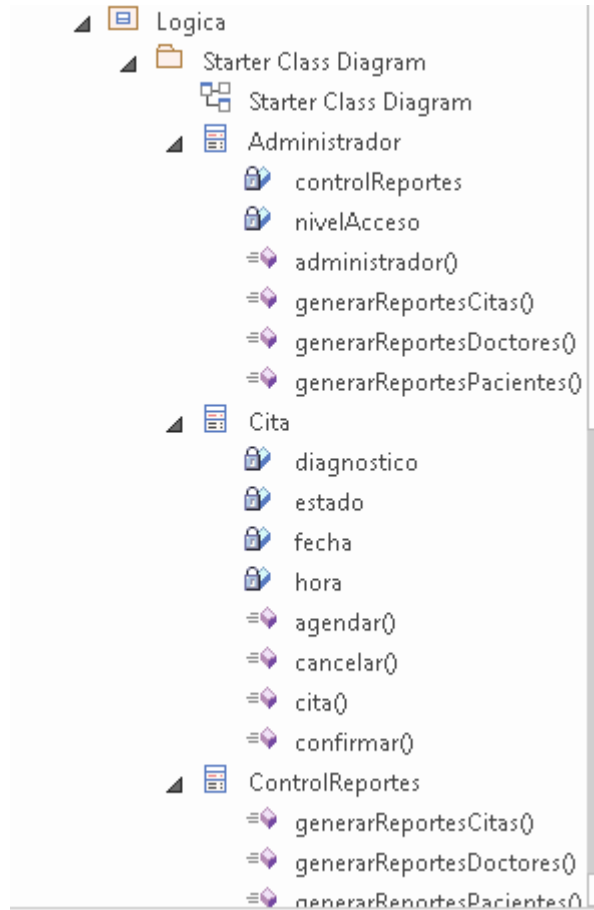 Logica
Starter Class Diagram
Starter Class Diagram
Administrador
controlReportes
nivelAcceso
administrador()
generarReportesCitas()
generarReportesDoctores()
generarReportesPacientes()
Cita
diagnostico
estado
fecha
hora
agendar()
cancelar()
cita()
confirmar()
ControlReportes
generarReportesCitas()
generarReportesDoctores()
generarReportesPacientes()